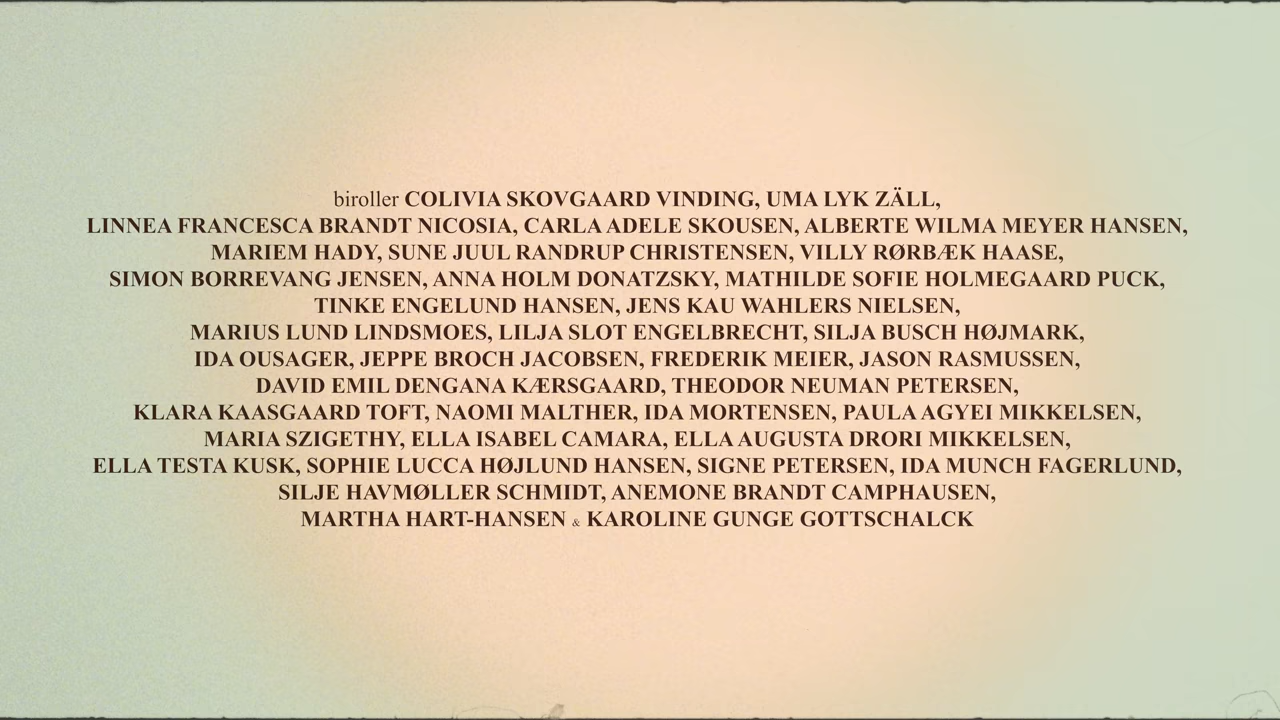 biroller COLIVIA SKOVGAARD VINDING, UMA LYK ZÄLL,
LINNEA FRANCESCA BRANDT NICOSIA, CARLA ADELE SKOUSEN, ALBERTE WILMA MEYER HANSEN,
MARIEM HADY, SUNE JUUL RANDRUP CHRISTENSEN, VILLY RØRBÆK HAASE,
SIMON BORREVANG JENSEN, ANNA HOLM DONATZSKY, MATHILDE SOFIE HOLMEGAARD PUCK,
TINKE ENGELUND HANSEN, JENS KAU WAHLERS NIELSEN,
MARIUS LUND LINDSMOES, LILJA SLOT ENGELBRECHT, SILJA BUSCH HØJMARK,
IDA OUSAGER, JEPPE BROCH JACOBSEN, FREDERIK MEIER, JASON RASMUSSEN,
DAVID EMIL DENGANA KÆRSGAARD, THEODOR NEUMAN PETERSEN,
KLARA KAASGAARD TOFT, NAOMI MALTHER, IDA MORTENSEN, PAULA AGYEI MIKKELSEN,
MARIA SZIGETHY, ELLA ISABEL CAMARA, ELLA AUGUSTA DRORI MIKKELSEN,
ELLA TESTA KUSK, SOPHIE LUCCA HØJLUND HANSEN, SIGNE PETERSEN, IDA MUNCH FAGERLUND,
SILJE HAVMØLLER SCHMIDT, ANEMONE BRANDT CAMPHAUSEN,
MARTHA HART-HANSEN & KAROLINE GUNGE GOTTSCHALCK